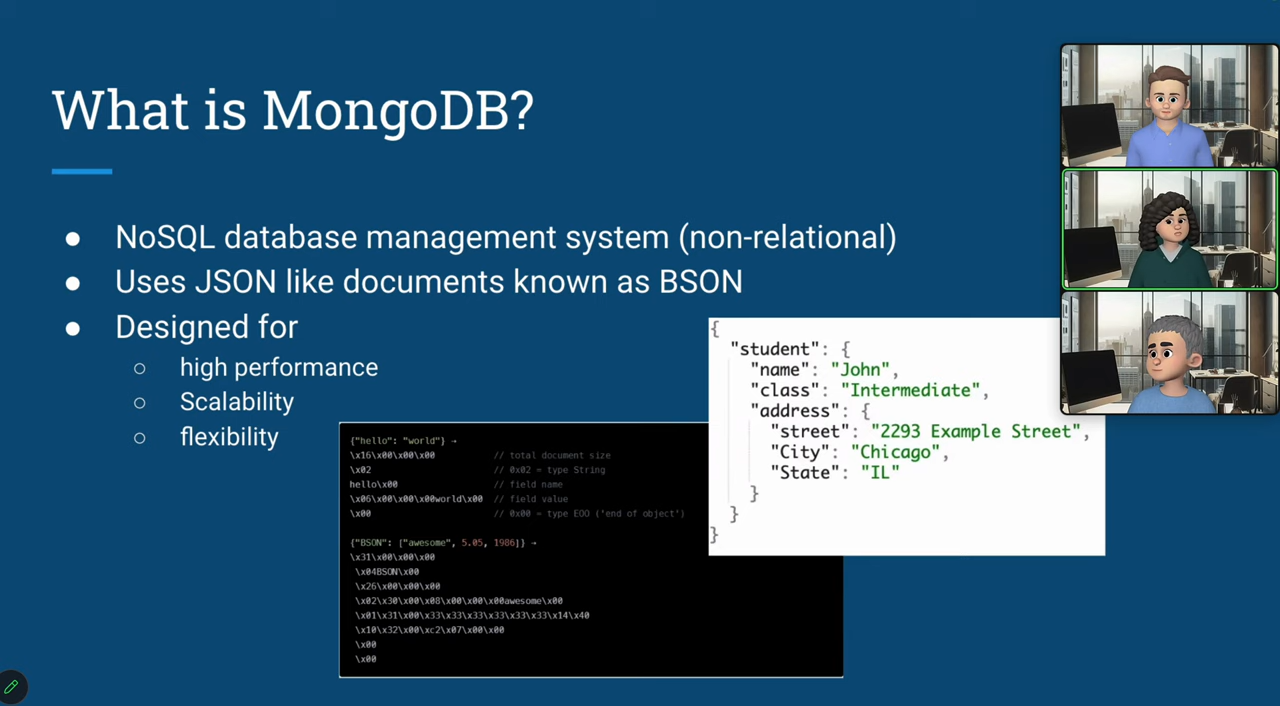 What is MongoDB?
● NoSQL database management system (non-relational)
● Uses JSON like documents known as BSON
● Designed for
○ high performance
○ Scalability
○ flexibility
{"hello": "world"} →
\x16\x00\x00\x00 // total document size
\x02 // 0x02 = type String
hello\x00 // field name
\x06\x00\x00\x00world\x00 // field value
\x00 // 0x00 = type EOO ('end of object')
{"BSON": ["awesome", 5.05, 1986]} →
\x31\x00\x00\x00
\x04BSON\x00
\x26\x00\x00\x00
\x02\x30\x00\x08\x00\x00\x00awesome\x00
\x01\x31\x00\x33\x33\x33\x33\x33\x33\x14\x40
\x10\x32\x00\xc2\x07\x00\x00
\x00
\x00
{
"student": {
"name": "John",
"class": "Intermediate",
"address": {
"street": "2293 Example Street",
"City": "Chicago",
"State": "IL"
}
}
}